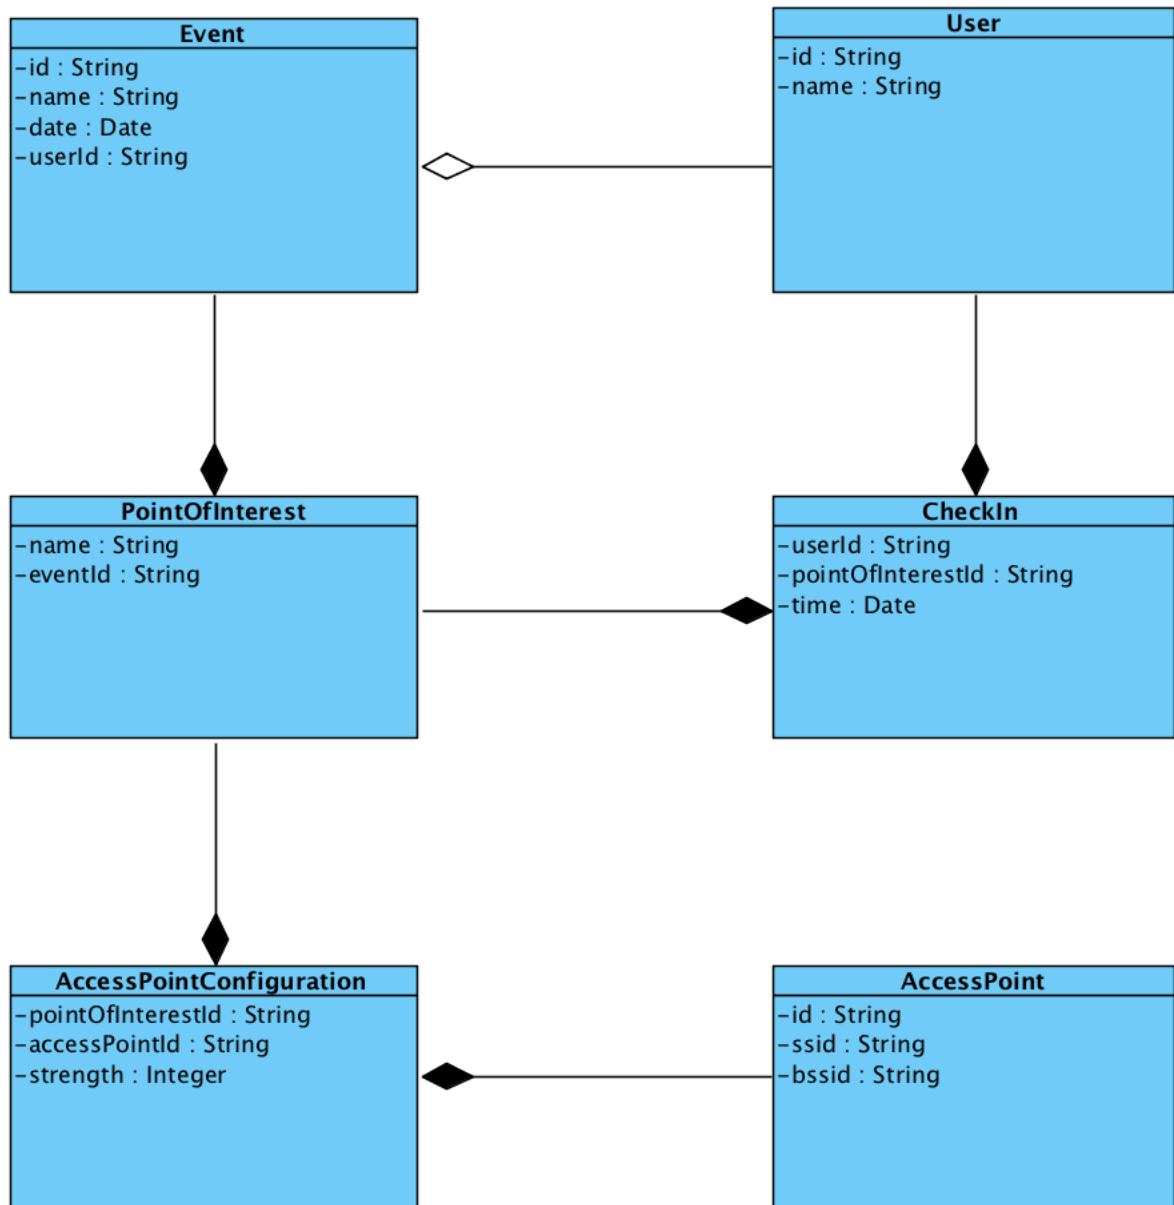 Event
-id : String
-name : String
-date : Date
-userId : String
User
-id : String
-name : String
PointOfInterest
-name : String
-eventId : String
CheckIn
-userId : String
-pointOfInterestId : String
-time : Date
AccessPointConfiguration
-pointOfInterestId : String
-accessPointId : String
-strength : Integer
AccessPoint
-id : String
-ssid : String
-bssid : String